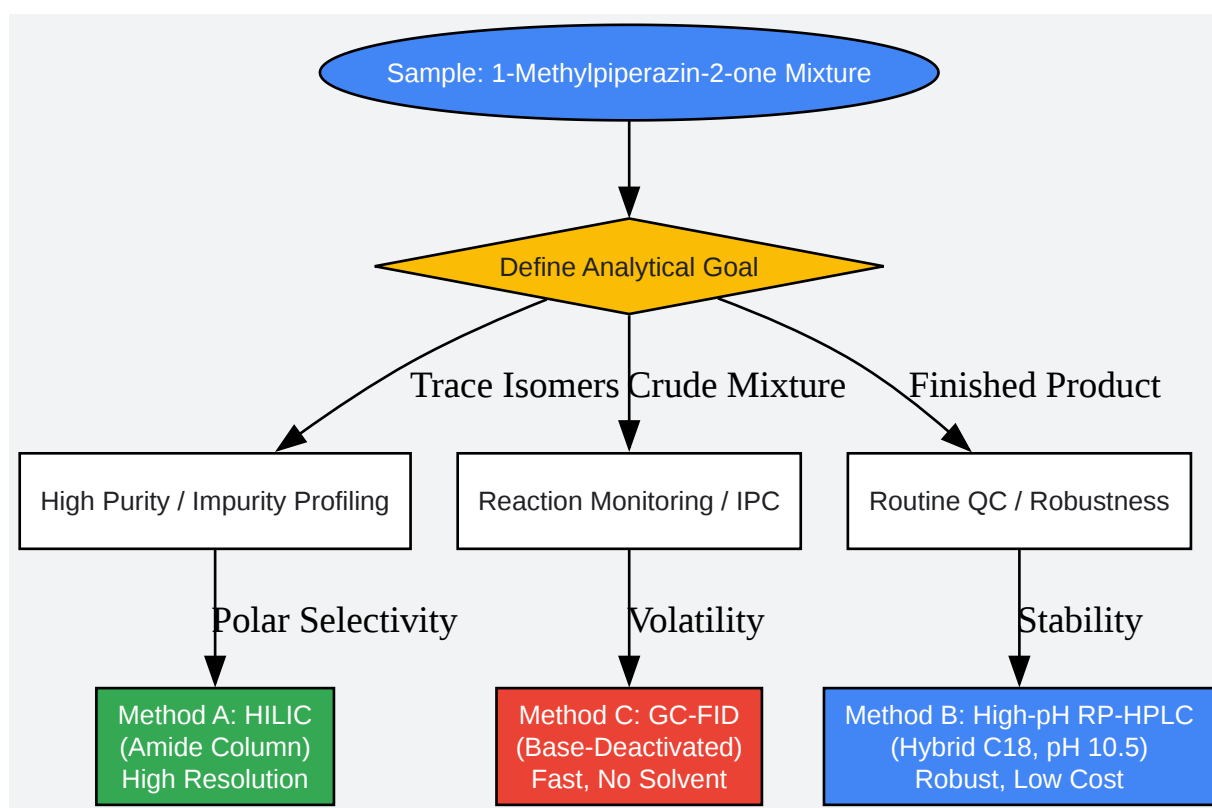 Sample: 1-Methylpiperazin-2-one Mixture
Define Analytical Goal
Trace Isomers
Crude Mixture
Finished Product
High Purity / Impurity Profiling
Reaction Monitoring / IPC
Routine QC / Robustness
Polar Selectivity
Volatility
Stability
Method A: HILIC
(Amide Column)
High Resolution
Method C: GC-FID
(Base-Deactivated)
Fast, No Solvent
Method B: High-pH RP-HPLC
(Hybrid C18, pH 10.5)
Robust, Low Cost